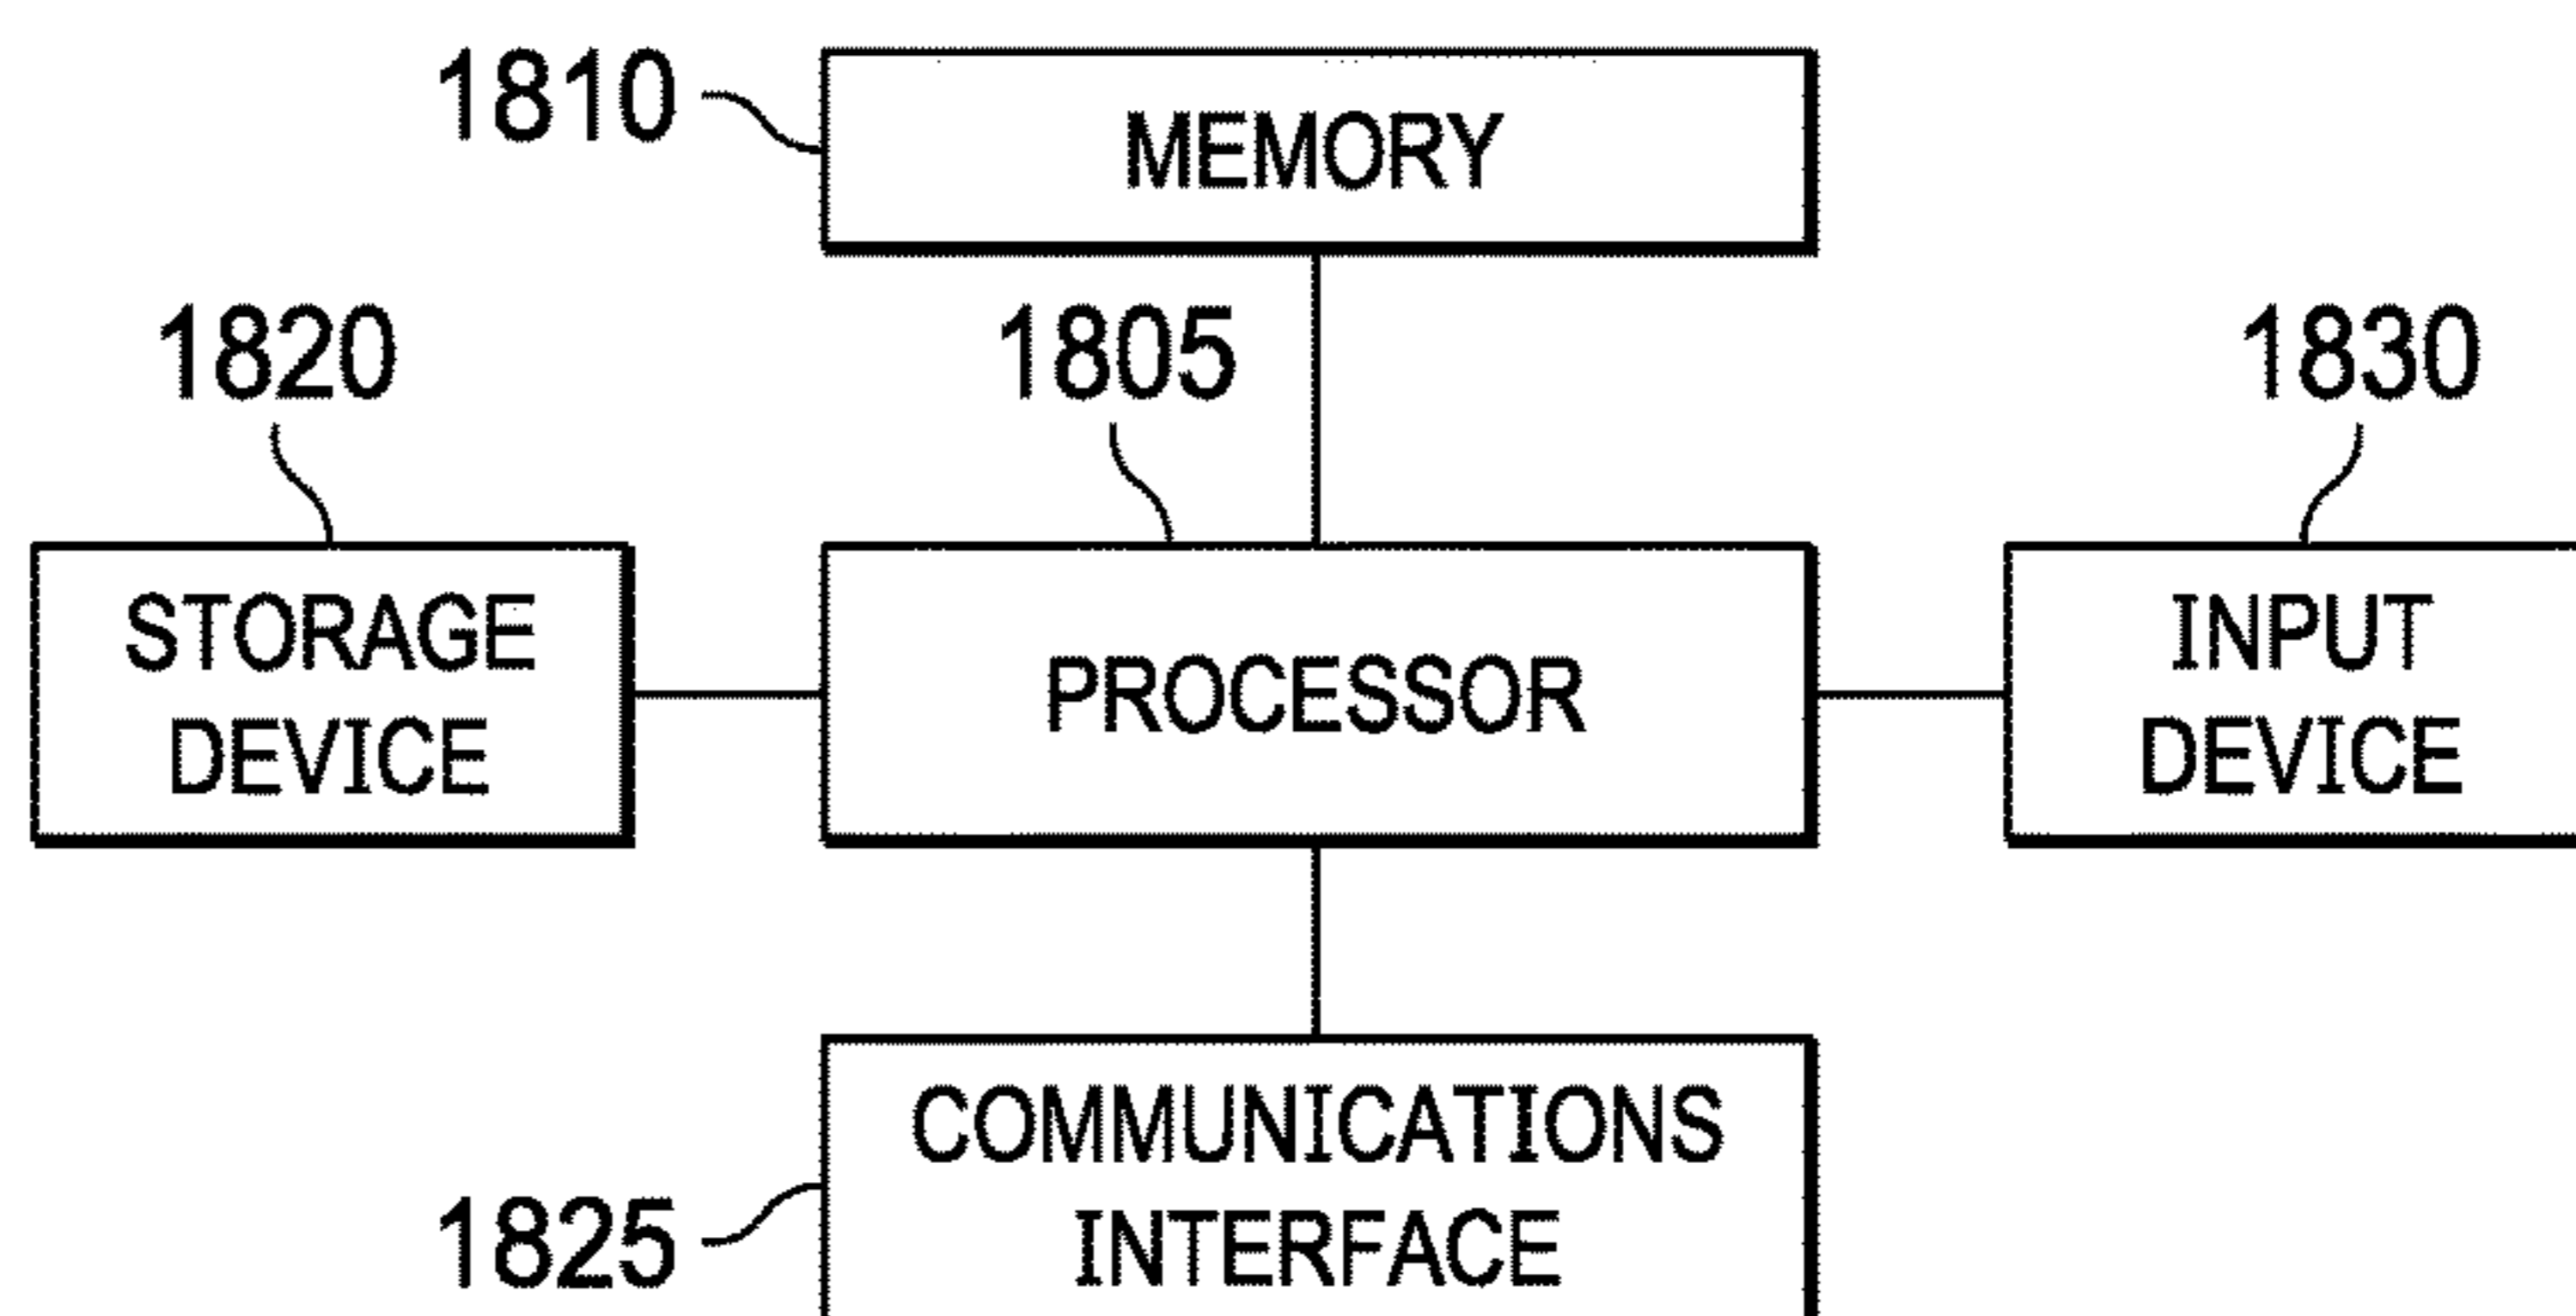 1810
MEMORY
1820
1805
1830
STORAGE
DEVICE
PROCESSOR
INPUT
DEVICE
COMMUNICATIONS
INTERFACE
1825